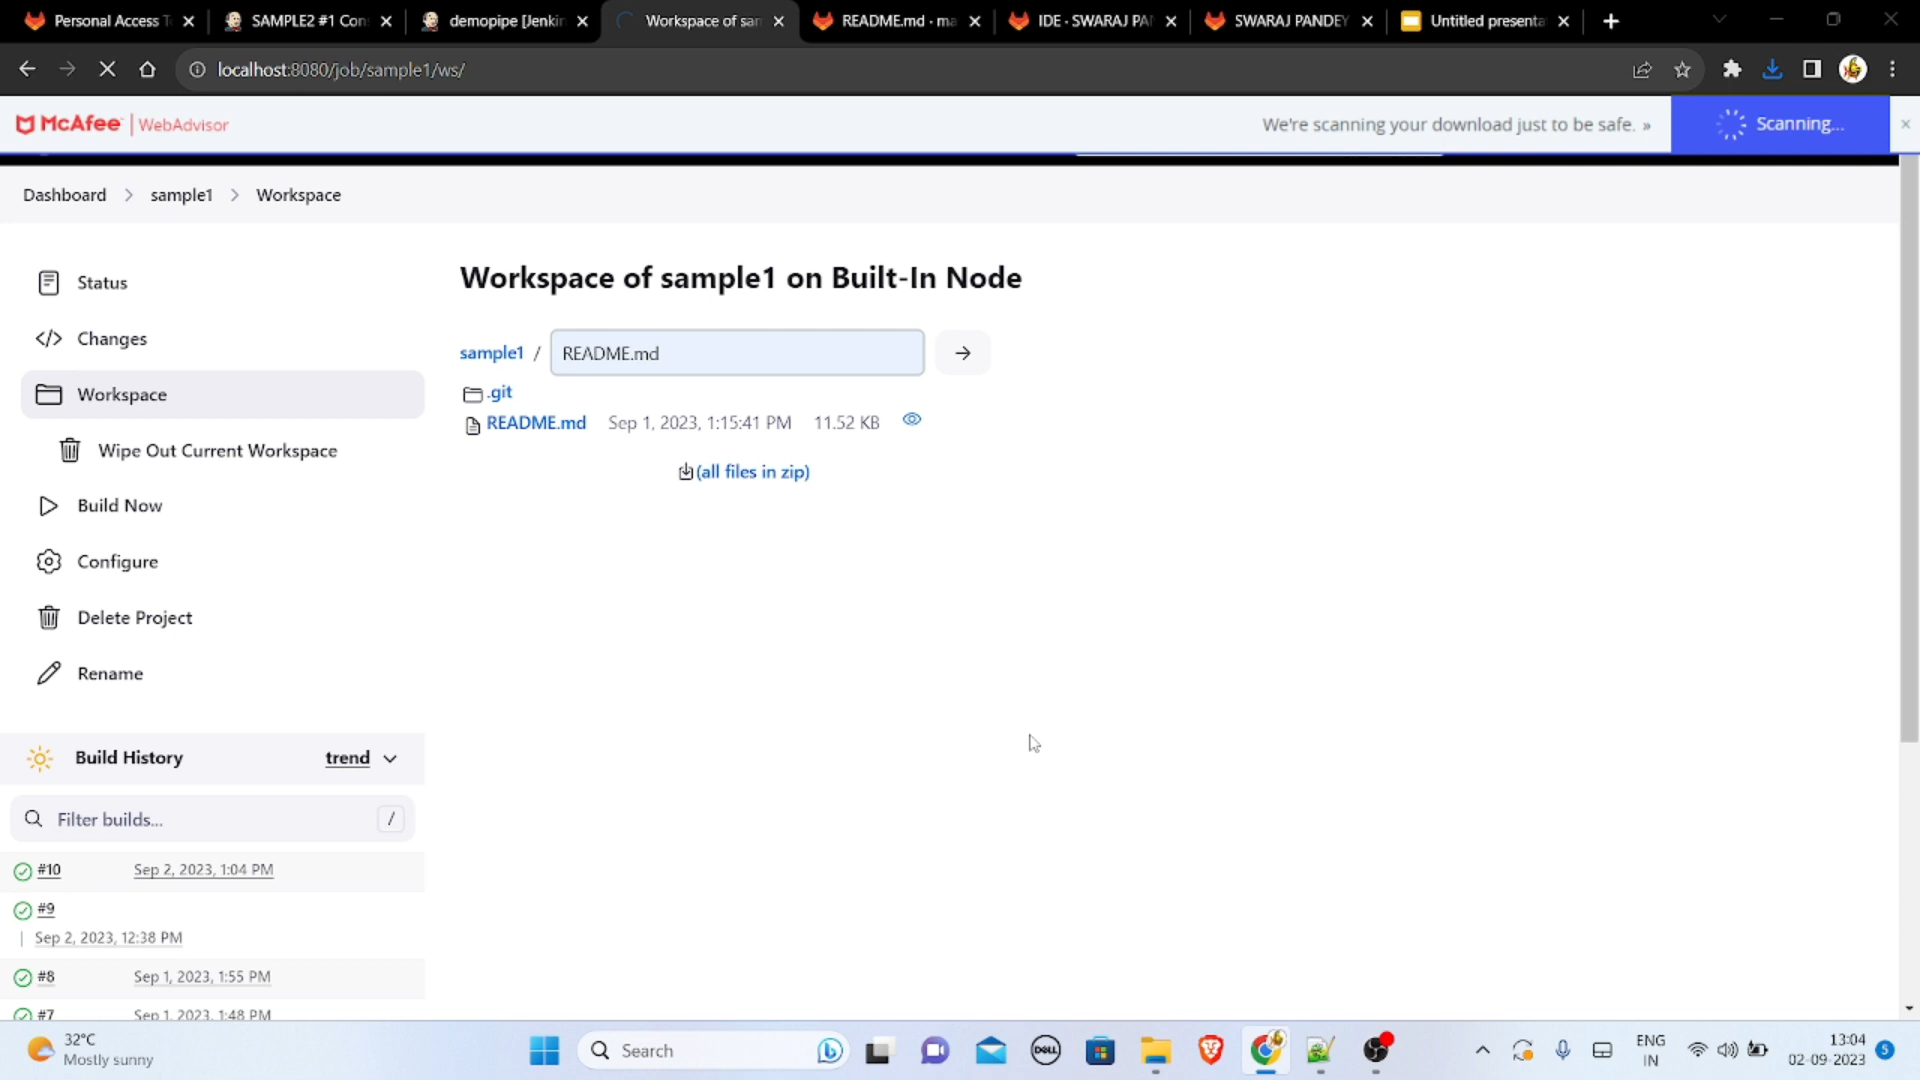 Personal Access T
SAMPLE2 #1 Con
demopipe [Jenkin
Workspace of sam
README.md · ma
IDE · SWARAJ PAN
SWARAJ PANDEY
Untitled presenta
localhost:8080/job/sample1/ws/
McAfee | WebAdvisor
We're scanning your download just to be safe. »
Scanning...
Dashboard > sample1 > Workspace
Status
Changes
Workspace
Wipe Out Current Workspace
Build Now
Configure
Delete Project
Rename
Workspace of sample1 on Built-In Node
sample1 / README.md
.git
README.md Sep 1, 2023, 1:15:41 PM 11.52 KB
(all files in zip)
Build History trend
Filter builds... /
#10 Sep 2, 2023, 1:04 PM
#9
| Sep 2, 2023, 12:38 PM
#8 Sep 1, 2023, 1:55 PM
#7 Sep 1, 2023, 1:48 PM
32°C
Mostly sunny
Search
DELL
ENG
IN
13:04
02-09-2023
5